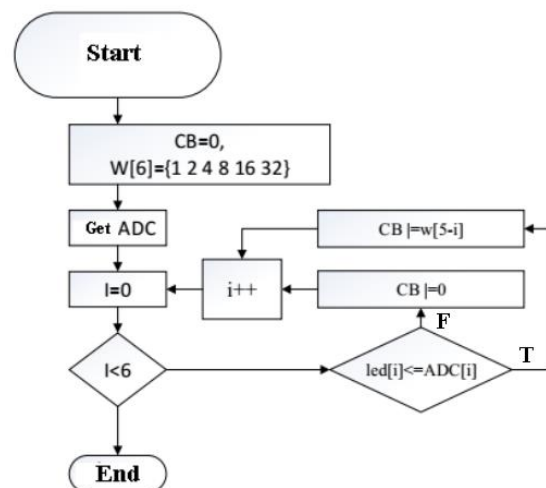 Start
CB=0,
W[6]={1 2 4 8 16 32}
Get ADC
CB |=w[5-i]
I=0
i++
CB |=0
F
I<6
led[i]<=ADC[i]
T
End